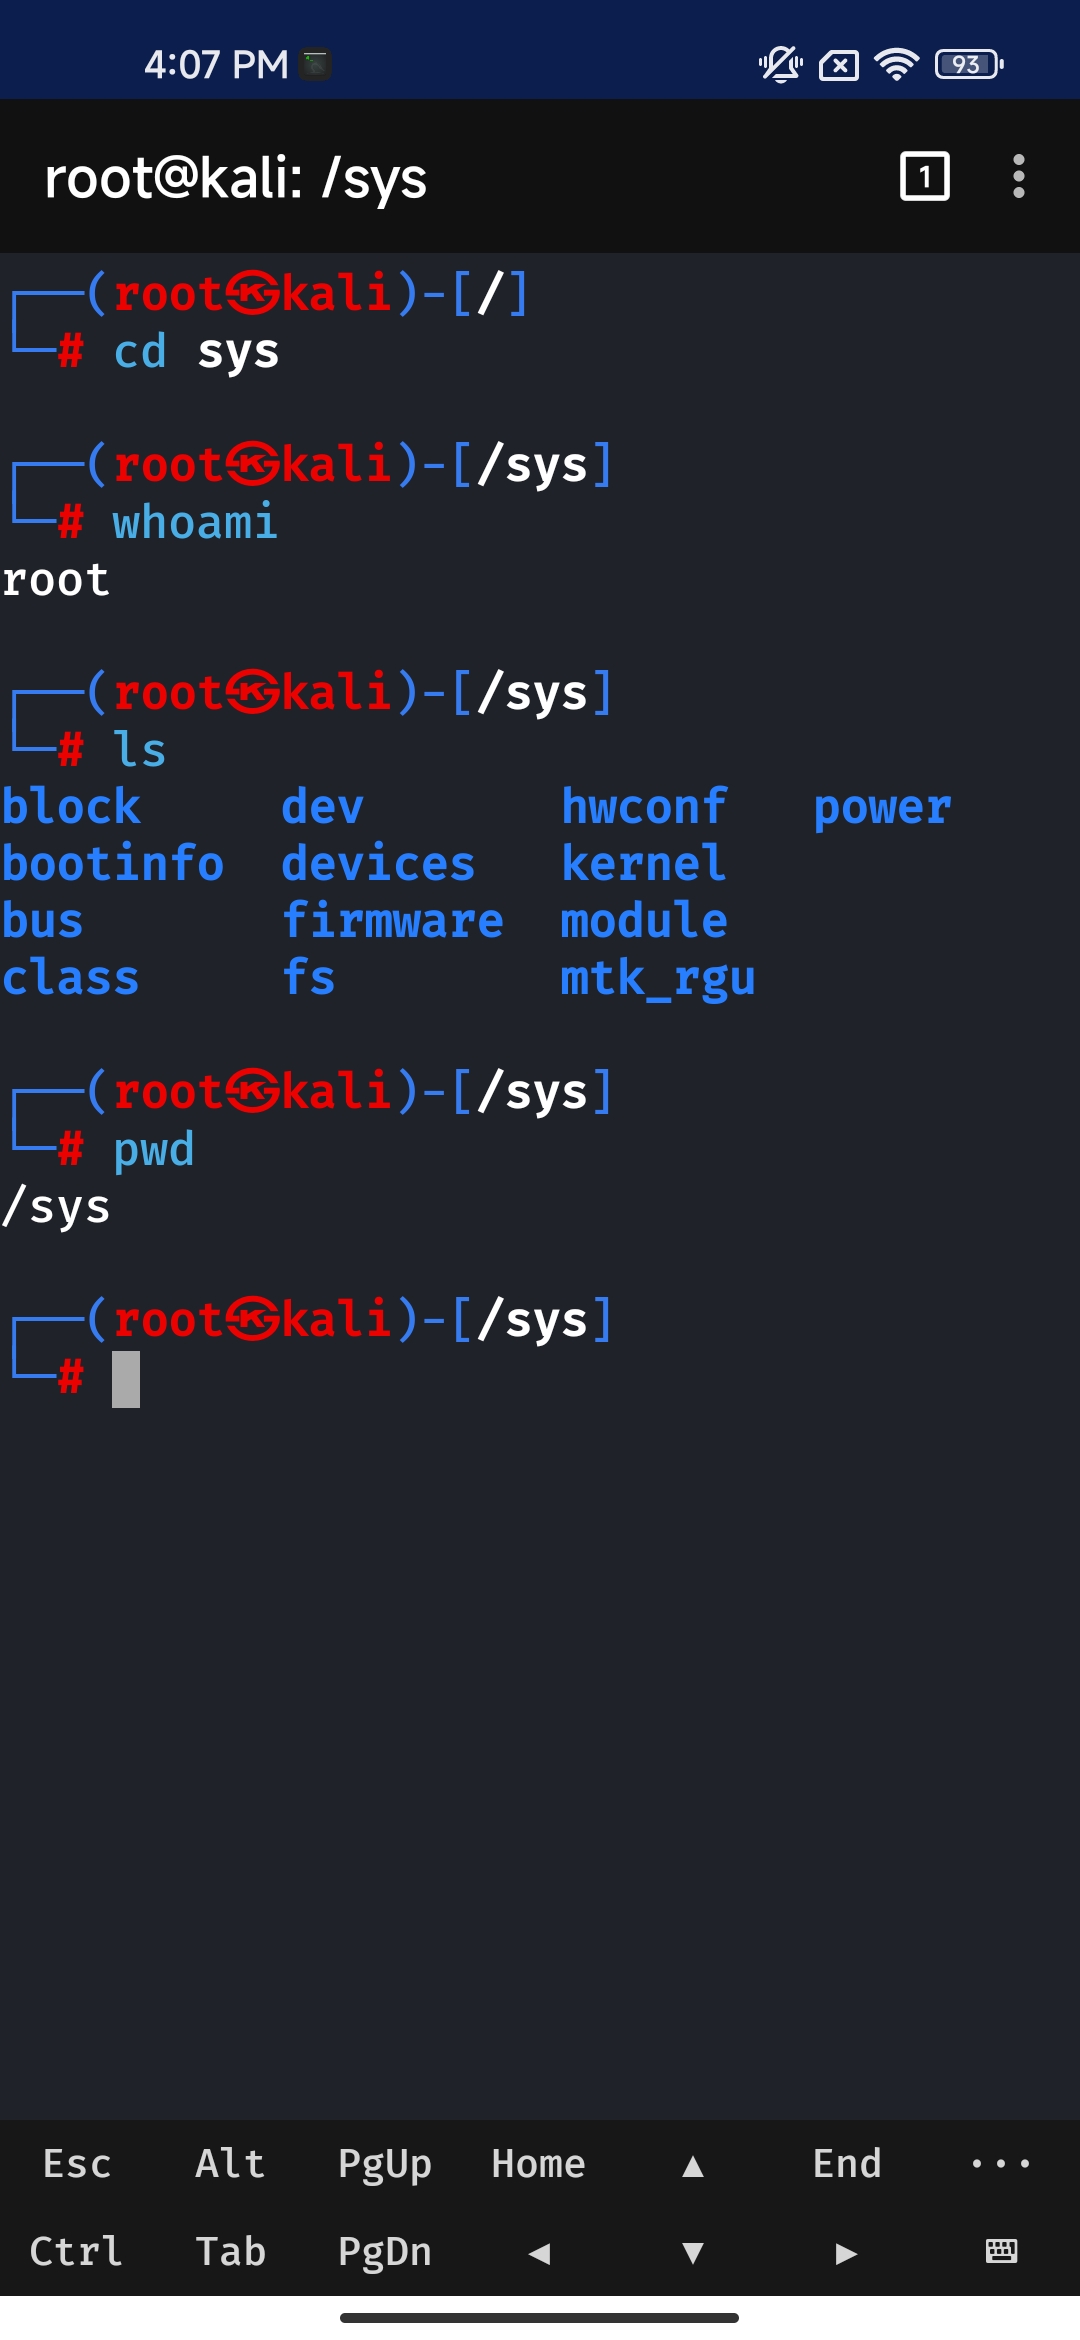 4:07 PM 93
root@kali: /sys 1
┌──(root㉿kali)-[/]
└─# cd sys
┌──(root㉿kali)-[/sys]
└─# whoami
root
┌──(root㉿kali)-[/sys]
└─# ls
block dev hwconf power
bootinfo devices kernel
bus firmware module
class fs mtk_rgu
┌──(root㉿kali)-[/sys]
└─# pwd
/sys
┌──(root㉿kali)-[/sys]
└─#
Esc Alt PgUp Home ▲ End ···
Ctrl Tab PgDn ◀ ▼ ▶